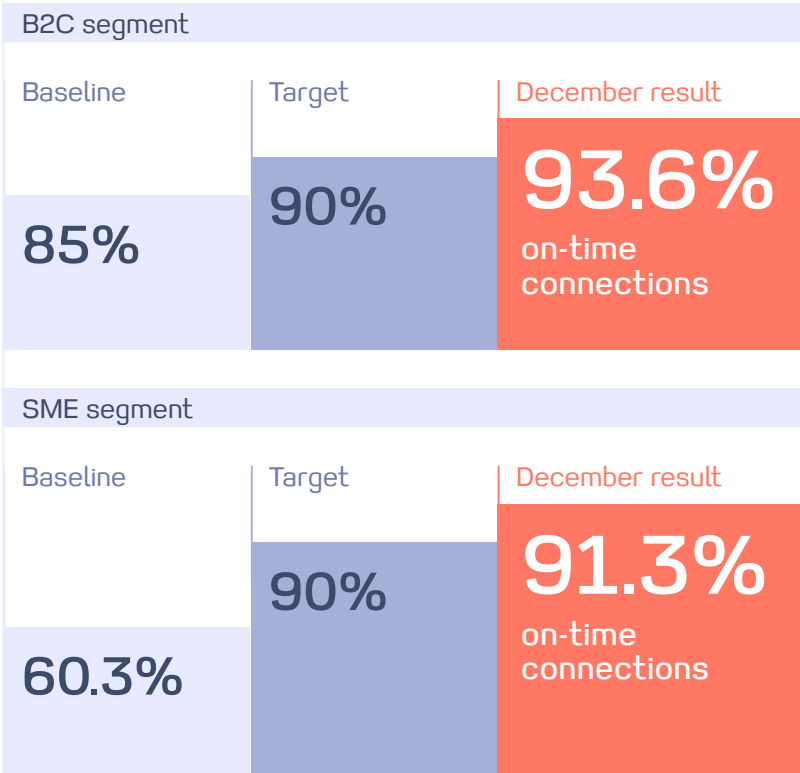 B2C segment
Baseline
Target
December result
85%
90%
93.6%
on-time
connections
SME segment
Baseline
Target
December result
60.3%
90%
91.3%
on-time
connections